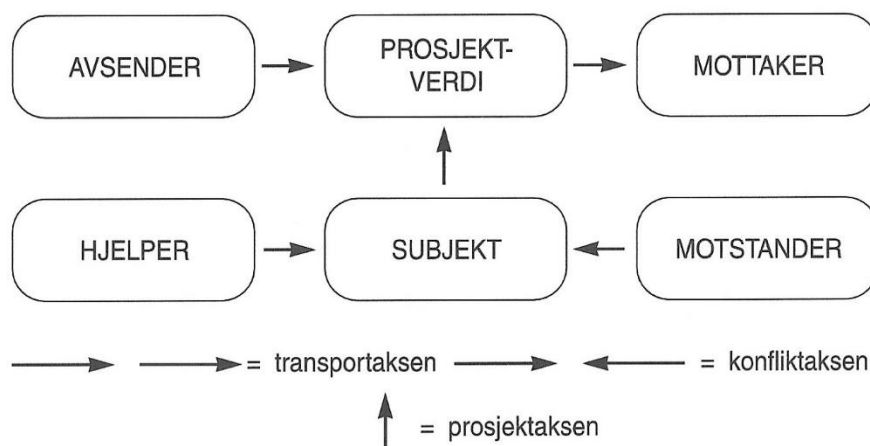 AVSENDER
PROSJEKT-
VERDI
MOTTAKER
HJELPER
SUBJEKT
MOTSTANDER
= transportaksen
= konfliktaksen
= prosjektaksen